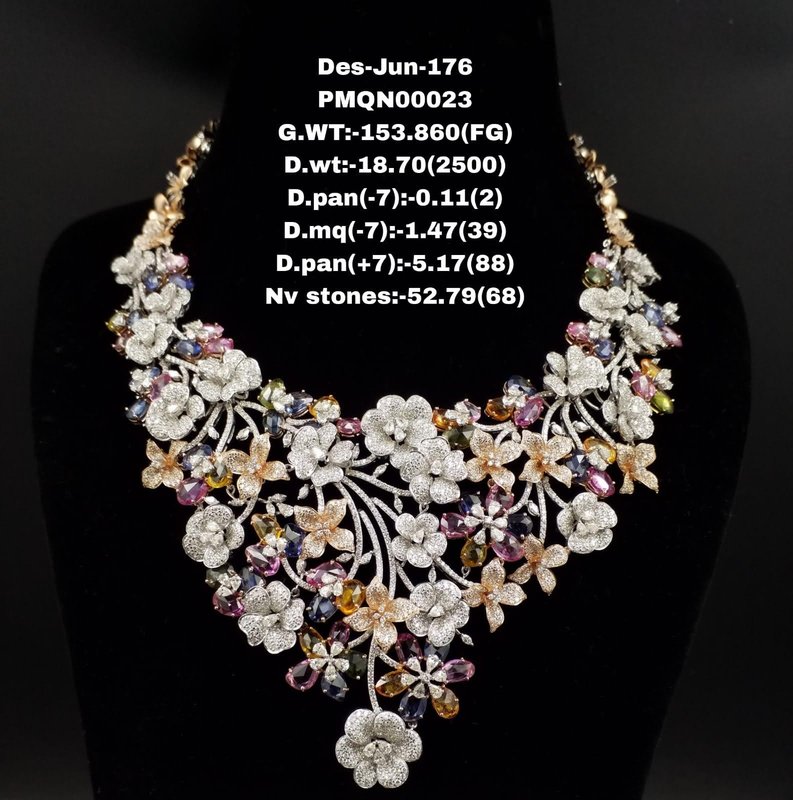 Des-Jun-176
PMQN00023
G.WT:-153.860(FG)
D.wt:-18.70(2500)
D.pan(-7):-0.11(2)
D.mq(-7):-1.47(39)
D.pan(+7):-5.17(88)
Nv stones:-52.79(68)